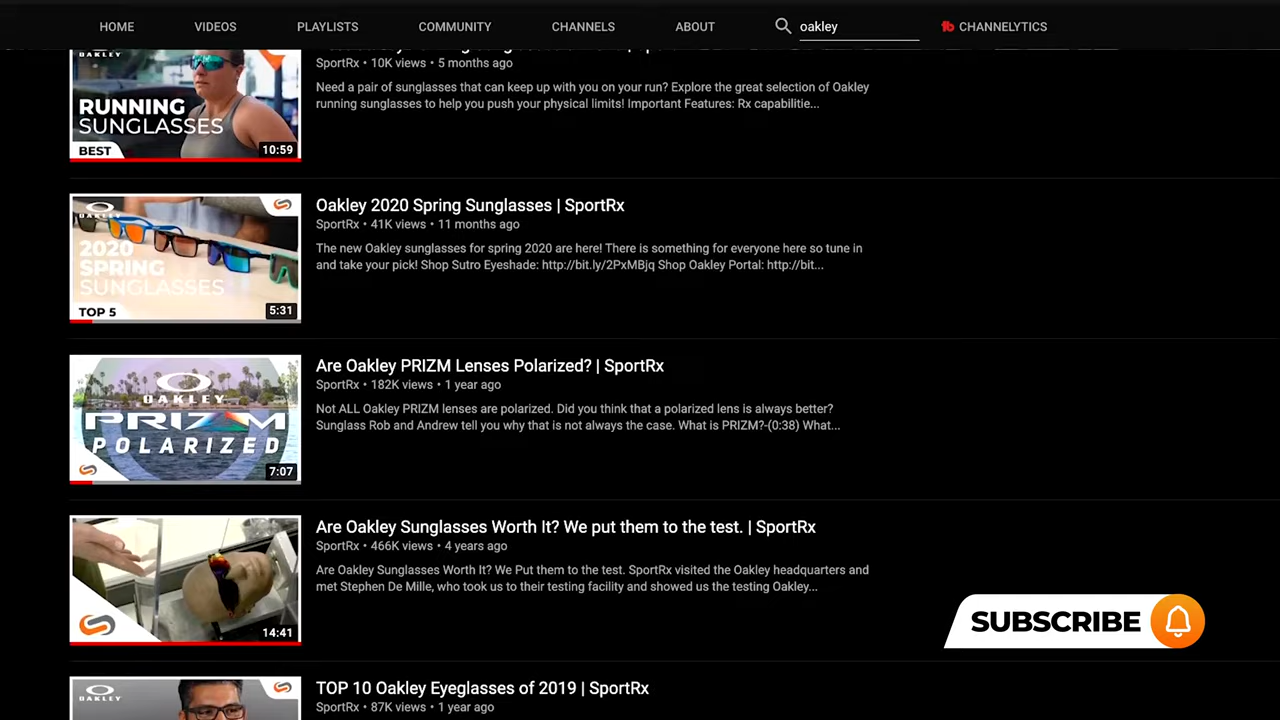 HOME VIDEOS PLAYLISTS COMMUNITY CHANNELS ABOUT oakley CHANNELYTICS
OAKLEY
RUNNING
SUNGLASSES
BEST
10:59
SportRx • 10K views • 5 months ago
Need a pair of sunglasses that can keep up with you on your run? Explore the great selection of Oakley
running sunglasses to help you push your physical limits! Important Features: Rx capabilitie...
OAKLEY
2020
SPRING
SUNGLASSES
TOP 5
5:31
Oakley 2020 Spring Sunglasses | SportRx
SportRx • 41K views • 11 months ago
The new Oakley sunglasses for spring 2020 are here! There is something for everyone here so tune in
and take your pick! Shop Sutro Eyeshade: http://bit.ly/2PxMBjq Shop Oakley Portal: http://bit...
OAKLEY
PRIZM
POLARIZED
7:07
Are Oakley PRIZM Lenses Polarized? | SportRx
SportRx • 182K views • 1 year ago
Not ALL Oakley PRIZM lenses are polarized. Did you think that a polarized lens is always better?
Sunglass Rob and Andrew tell you why that is not always the case. What is PRIZM?-(0:38) What...
14:41
Are Oakley Sunglasses Worth It? We put them to the test. | SportRx
SportRx • 466K views • 4 years ago
Are Oakley Sunglasses Worth It? We Put them to the test. SportRx visited the Oakley headquarters and
met Stephen De Mille, who took us to their testing facility and showed us the testing Oakley...
SUBSCRIBE
OAKLEY
TOP 10 Oakley Eyeglasses of 2019 | SportRx
SportRx • 87K views • 1 year ago